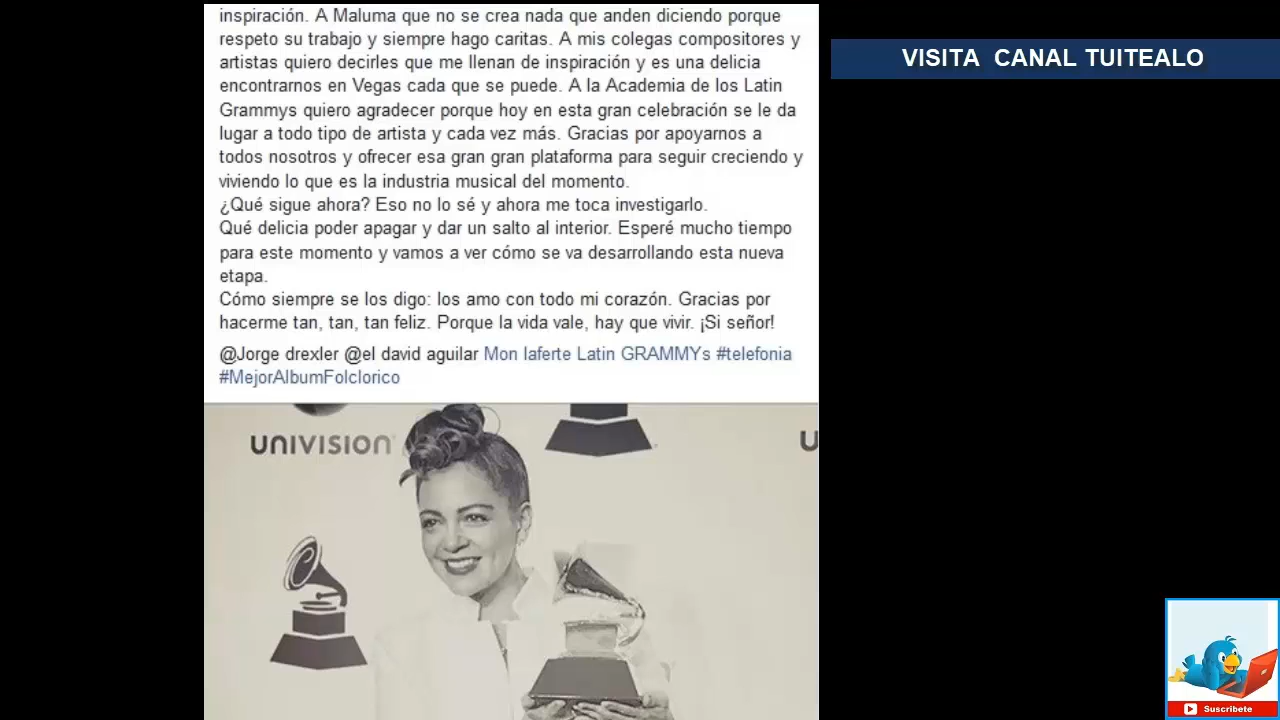 inspiración. A Maluma que no se crea nada que anden diciendo porque
respeto su trabajo y siempre hago caritas. A mis colegas compositores y
artistas quiero decirles que me llenan de inspiración y es una delicia
encontrarnos en Vegas cada que se puede. A la Academia de los Latin
Grammys quiero agradecer porque hoy en esta gran celebración se le da
lugar a todo tipo de artista y cada vez más. Gracias por apoyarnos a
todos nosotros y ofrecer esa gran gran plataforma para seguir creciendo y
viviendo lo que es la industria musical del momento.
¿Qué sigue ahora? Eso no lo sé y ahora me toca investigarlo.
Qué delicia poder apagar y dar un salto al interior. Esperé mucho tiempo
para este momento y vamos a ver cómo se va desarrollando esta nueva
etapa.
Cómo siempre se los digo: los amo con todo mi corazón. Gracias por
hacerme tan, tan, tan feliz. Porque la vida vale, hay que vivir. ¡Si señor!
@Jorge drexler @el david aguilar Mon laferte Latin GRAMMYs #telefonia
#MejorAlbumFolclorico
VISITA CANAL TUITEALO
UNIVISION
U
Suscribete